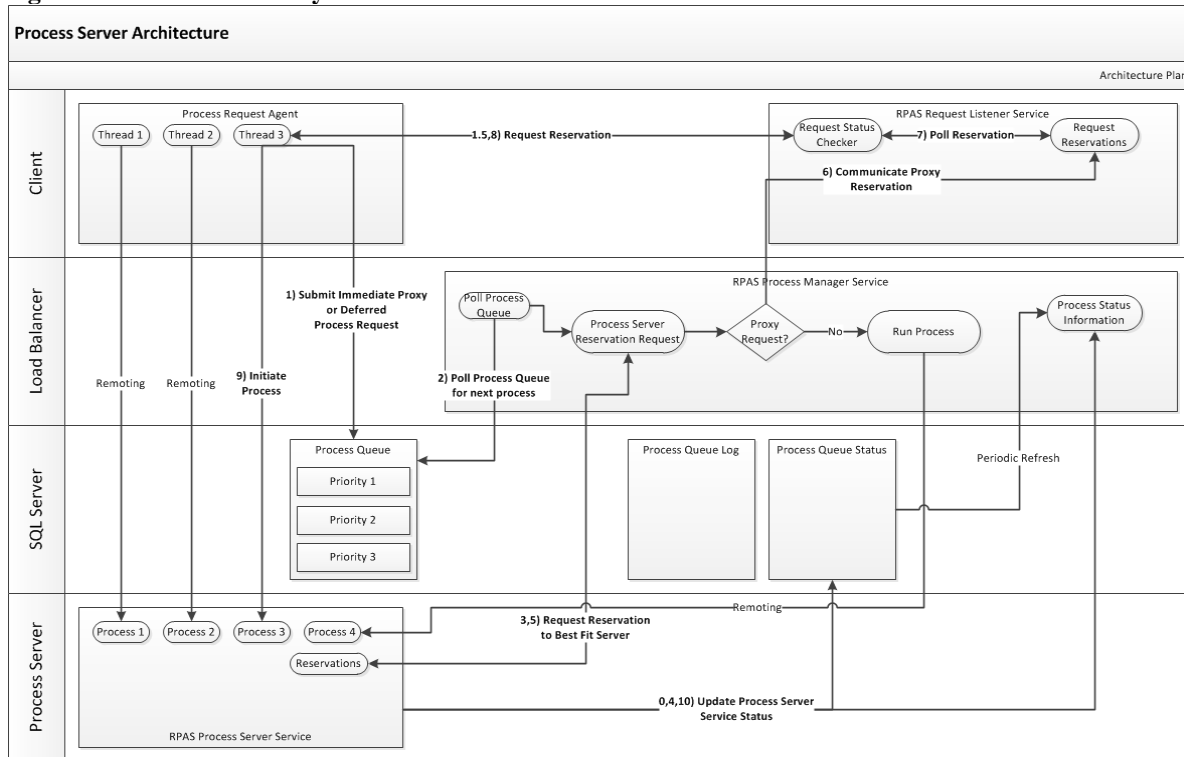 Process Server Architecture
Architecture Plan
Client
Process Request Agent
Thread 1
Thread 2
Thread 3
1.5,8) Request Reservation
RPAS Request Listener Service
Request Status
Checker
7) Poll Reservation
Request
Reservations
6) Communicate Proxy
Reservation
Load Balancer
1) Submit Immediate Proxy
or Deferred
Process Request
RPAS Process Manager Service
Poll Process
Queue
Process Server
Reservation Request
Proxy
Request?
No
Run Process
Process Status
Information
Remoting
Remoting
9) Initiate
Process
2) Poll Process Queue
for next process
SQL Server
Process Queue
Priority 1
Priority 2
Priority 3
Process Queue Log
Process Queue Status
Periodic Refresh
Process Server
Process 1
Process 2
Process 3
Process 4
Reservations
Remoting
3,5) Request Reservation
to Best Fit Server
0,4,10) Update Process Server
Service Status
RPAS Process Server Service